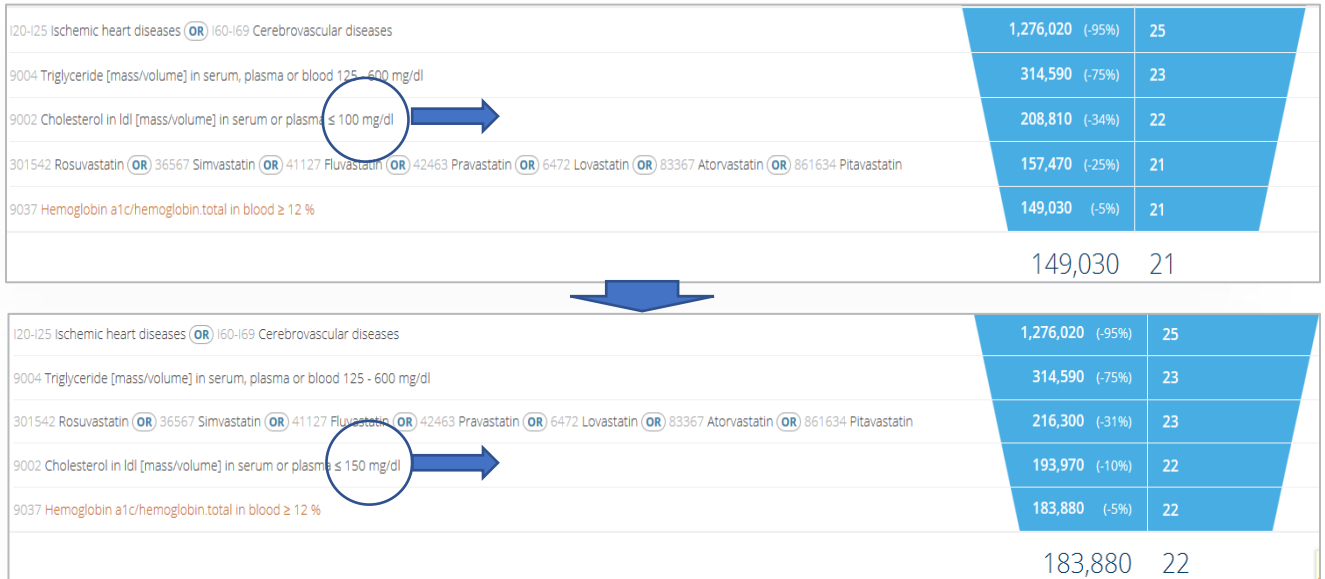 I20-I25 Ischemic heart diseases OR I60-I69 Cerebrovascular diseases 1,276,020 (-95%) 25
9004 Triglyceride [mass/volume] in serum, plasma or blood 125 - 600 mg/dl 314,590 (-75%) 23
9002 Cholesterol in ldl [mass/volume] in serum or plasma ≤ 100 mg/dl 208,810 (-34%) 22
301542 Rosuvastatin OR 36567 Simvastatin OR 41127 Fluvastatin OR 42463 Pravastatin OR 6472 Lovastatin OR 83367 Atorvastatin OR 861634 Pitavastatin 157,470 (-25%) 21
9037 Hemoglobin a1c/hemoglobin.total in blood ≥ 12 % 149,030 (-5%) 21
149,030 21
I20-I25 Ischemic heart diseases OR I60-I69 Cerebrovascular diseases 1,276,020 (-95%) 25
9004 Triglyceride [mass/volume] in serum, plasma or blood 125 - 600 mg/dl 314,590 (-75%) 23
301542 Rosuvastatin OR 36567 Simvastatin OR 41127 Fluvastatin OR 42463 Pravastatin OR 6472 Lovastatin OR 83367 Atorvastatin OR 861634 Pitavastatin 216,300 (-31%) 23
9002 Cholesterol in ldl [mass/volume] in serum or plasma ≤ 150 mg/dl 193,970 (-10%) 22
9037 Hemoglobin a1c/hemoglobin.total in blood ≥ 12 % 183,880 (-5%) 22
183,880 22